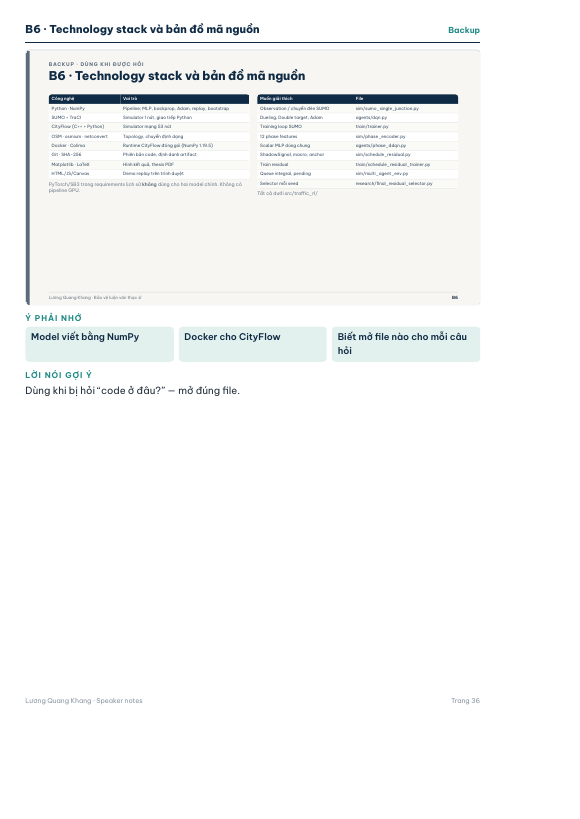 B6 · Technology stack và bản đồ mã nguồn
Backup
BACKUP · DÙNG KHI ĐƯỢC HỎI
B6 · Technology stack và bản đồ mã nguồn
Công nghệ Vai trò
Python · NumPy Pipeline; MLP, backprop, Adam, replay, bootstrap
SUMO + TraCI Simulator 1 nút, giao tiếp Python
CityFlow (C++ + Python) Simulator mạng 03 nút
OSM · osmium · netconvert Topology, chuyển định dạng
Docker · Colima Runtime CityFlow đóng gói (NumPy 1.19.5)
Git · SHA-256 Phiên bản code, định danh artifact
Matplotlib · LaTeX Hình kết quả, thesis PDF
HTML/JS/Canvas Demo replay trên trình duyệt
PyTorch/SB3 trong requirements lịch sử không dùng cho hai model chính. Không có
pipeline GPU.
Muốn giải thích File
Observation / chuyển đèn SUMO sim/sumo_single_junction.py
Dueling, Double target, Adam agents/dqn.py
Training loop SUMO train/trainer.py
12 phase features sim/phase_encoder.py
Scalar MLP dùng chung agents/phase_dqn.py
ShadowSignal, macro, anchor sim/schedule_residual.py
Train residual train/schedule_residual_trainer.py
Queue integral, pending sim/multi_agent_env.py
Selector mỗi seed research/final_residual_selector.py
Tất cả dưới src/traffic_rl/
Lương Quang Khang · Bảo vệ luận văn thạc sĩ
B6
Ý PHẢI NHỚ
Model viết bằng NumPy
Docker cho CityFlow
Biết mở file nào cho mỗi câu
hỏi
LỜI NÓI GỢI Ý
Dùng khi bị hỏi “code ở đâu?” — mở đúng file.
Lương Quang Khang · Speaker notes
Trang 36